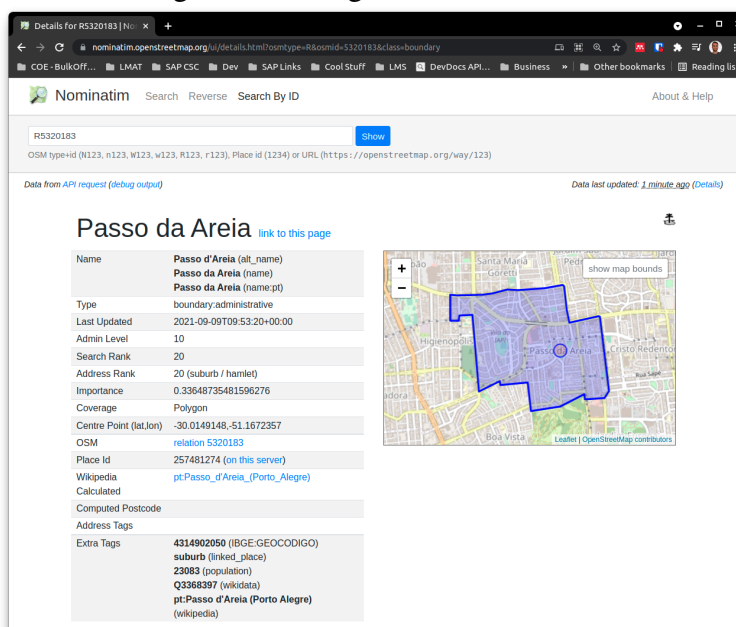 Details for R5320183 | No
nominatim.openstreetmap.org/ui/details.html?osmtype=R&osmid=5320183&class=boundary
COE - BulkOff... LMAT SAP CSC Dev SAP Links Cool Stuff LMS DevDocs API... Business » Other bookmarks Reading lis
Nominatim Search Reverse Search By ID About & Help
R5320183 Show
OSM type+id (N123, n123, W123, w123, R123, r123), Place id (1234) or URL (https://openstreetmap.org/way/123)
Data from API request (debug output) Data last updated: 1 minute ago (Details)
Passo da Areia link to this page
Name Passo d'Areia (alt_name)
Passo da Areia (name)
Passo da Areia (name:pt)
Type boundary:administrative
Last Updated 2021-09-09T09:53:20+00:00
Admin Level 10
Search Rank 20
Address Rank 20 (suburb / hamlet)
Importance 0.33648735481596276
Coverage Polygon
Centre Point (lat,lon) -30.0149148,-51.1672357
OSM relation 5320183
Place Id 257481274 (on this server)
Wikipedia
Calculated
pt:Passo_d'Areia_(Porto_Alegre)
Computed Postcode
Address Tags
Extra Tags 4314902050 (IBGE:GEOCODIGO)
suburb (linked_place)
23083 (population)
Q3368397 (wikidata)
pt:Passo d'Areia (Porto Alegre)
(wikipedia)
+
−
show map bounds
Santa Maria
Goretti
Higienópolis
Passo da Areia
Cristo Redentor
Boa Vista
Leaflet | OpenStreetMap contributors